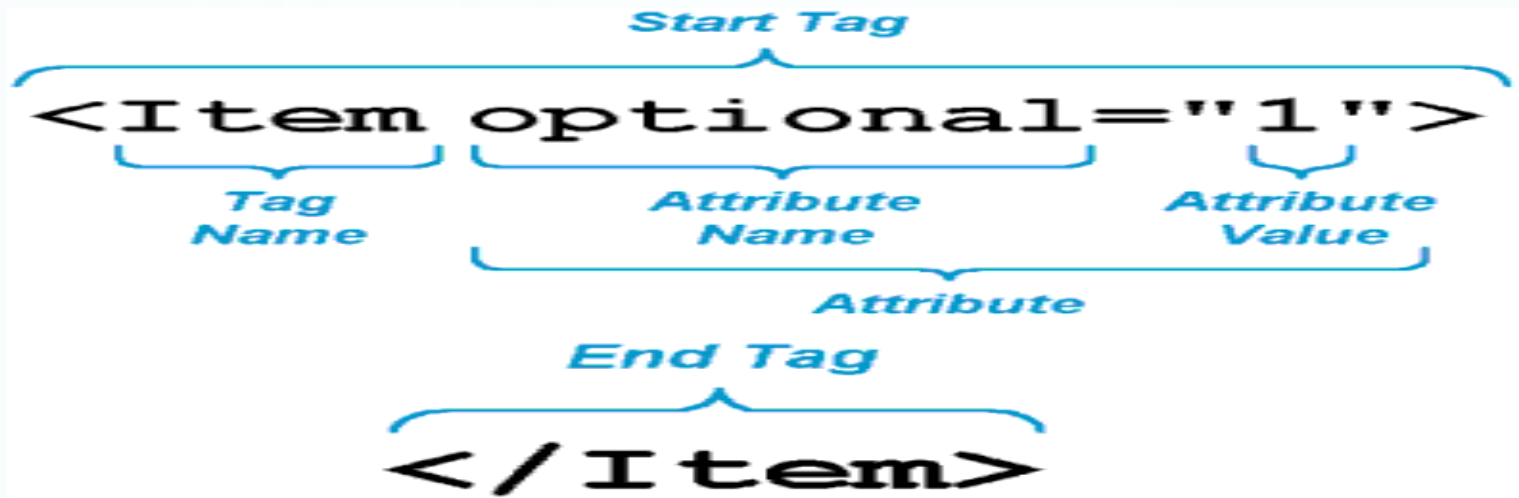 Start Tag
<Item optional="1">
Tag Attribute Attribute
Name Name Value
Attribute
End Tag
</Item>